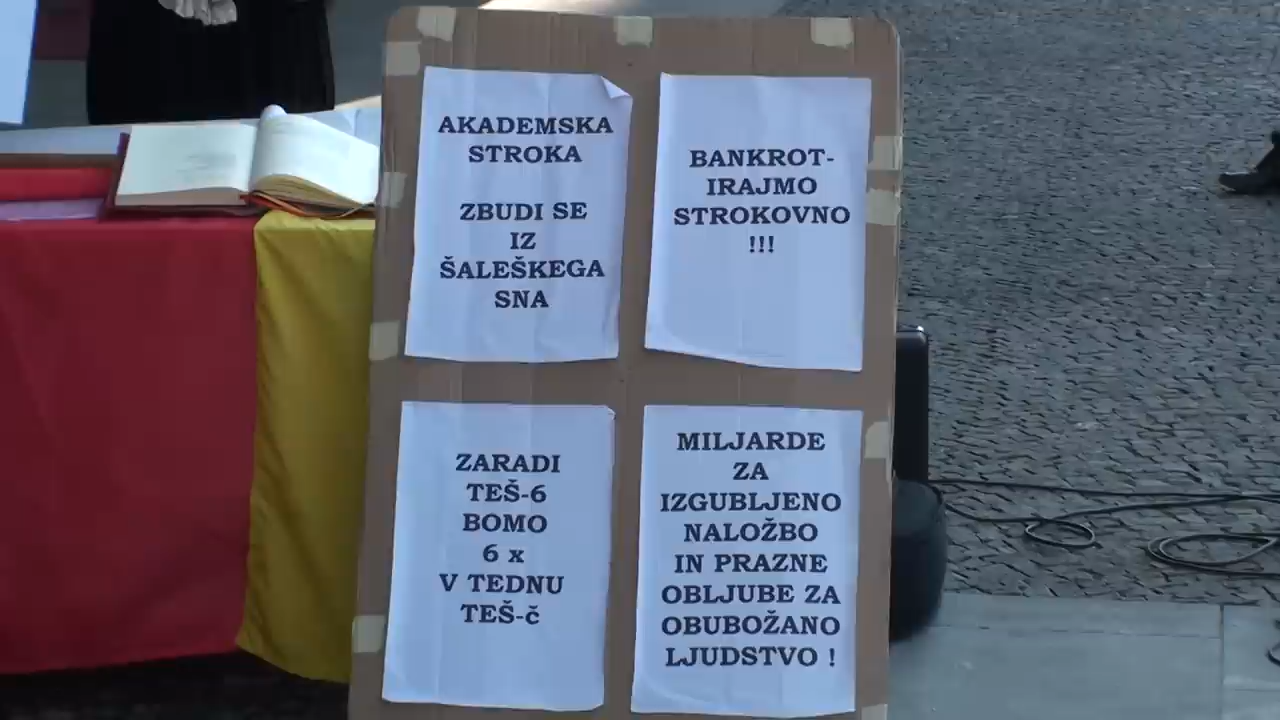 AKADEMSKA
STROKA
ZBUDI SE
IZ
ŠALEŠKEGA
SNA
BANKROT-
IRAJMO
STROKOVNO
!!!
ZARADI
TEŠ-6
BOMO
6 x
V TEDNU
TEŠ-č
MILJARDE
ZA
IZGUBLJENO
NALOŽBO
IN PRAZNE
OBLJUBE ZA
OBUBOŽANO
LJUDSTVO !